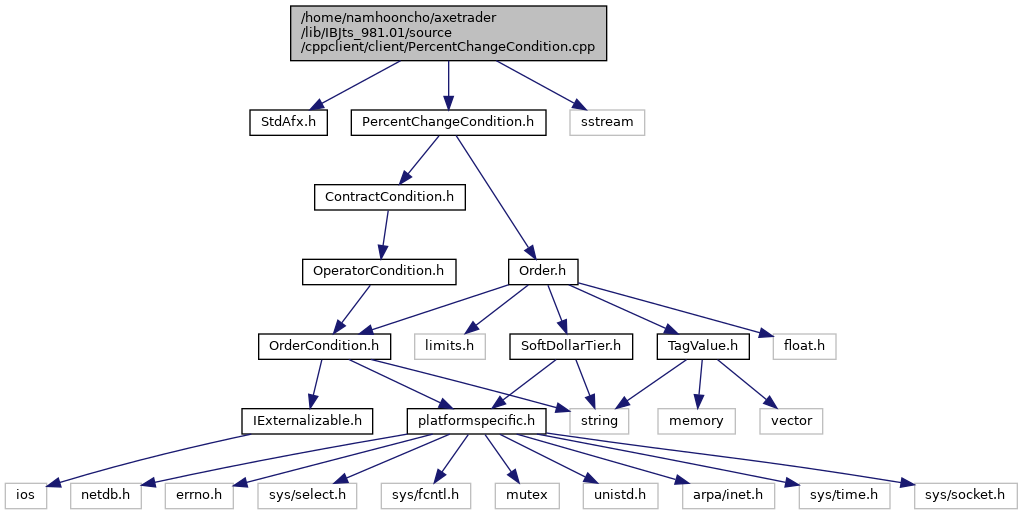 /home/namhooncho/axetrader
/lib/IBJts_981.01/source
/cppclient/client/PercentChangeCondition.cpp
StdAfx.h
PercentChangeCondition.h
sstream
ContractCondition.h
OperatorCondition.h
Order.h
OrderCondition.h
limits.h
SoftDollarTier.h
TagValue.h
float.h
IExternalizable.h
platformspecific.h
string
memory
vector
ios
netdb.h
errno.h
sys/select.h
sys/fcntl.h
mutex
unistd.h
arpa/inet.h
sys/time.h
sys/socket.h